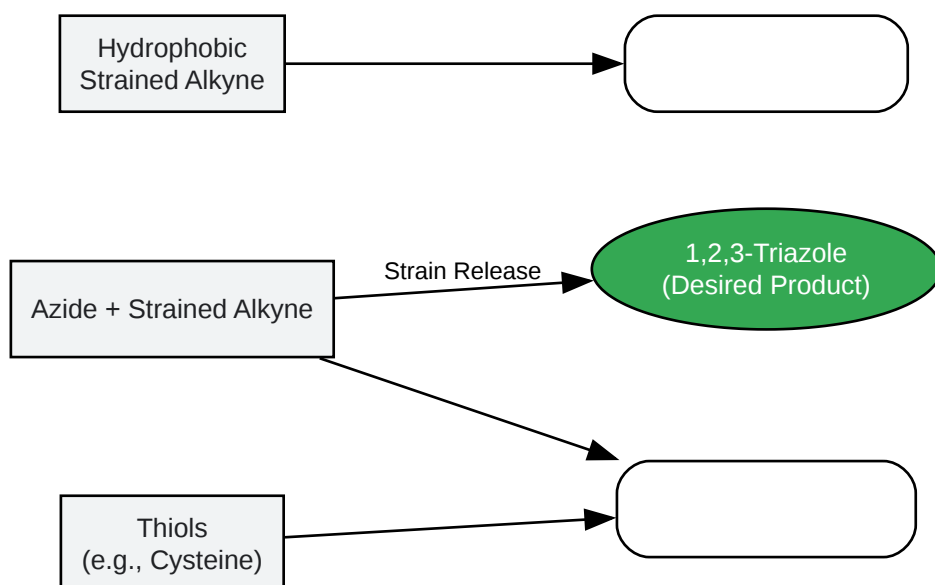 Hydrophobic
Strained Alkyne
Azide + Strained Alkyne
Strain Release
1,2,3-Triazole
(Desired Product)
Thiols
(e.g., Cysteine)